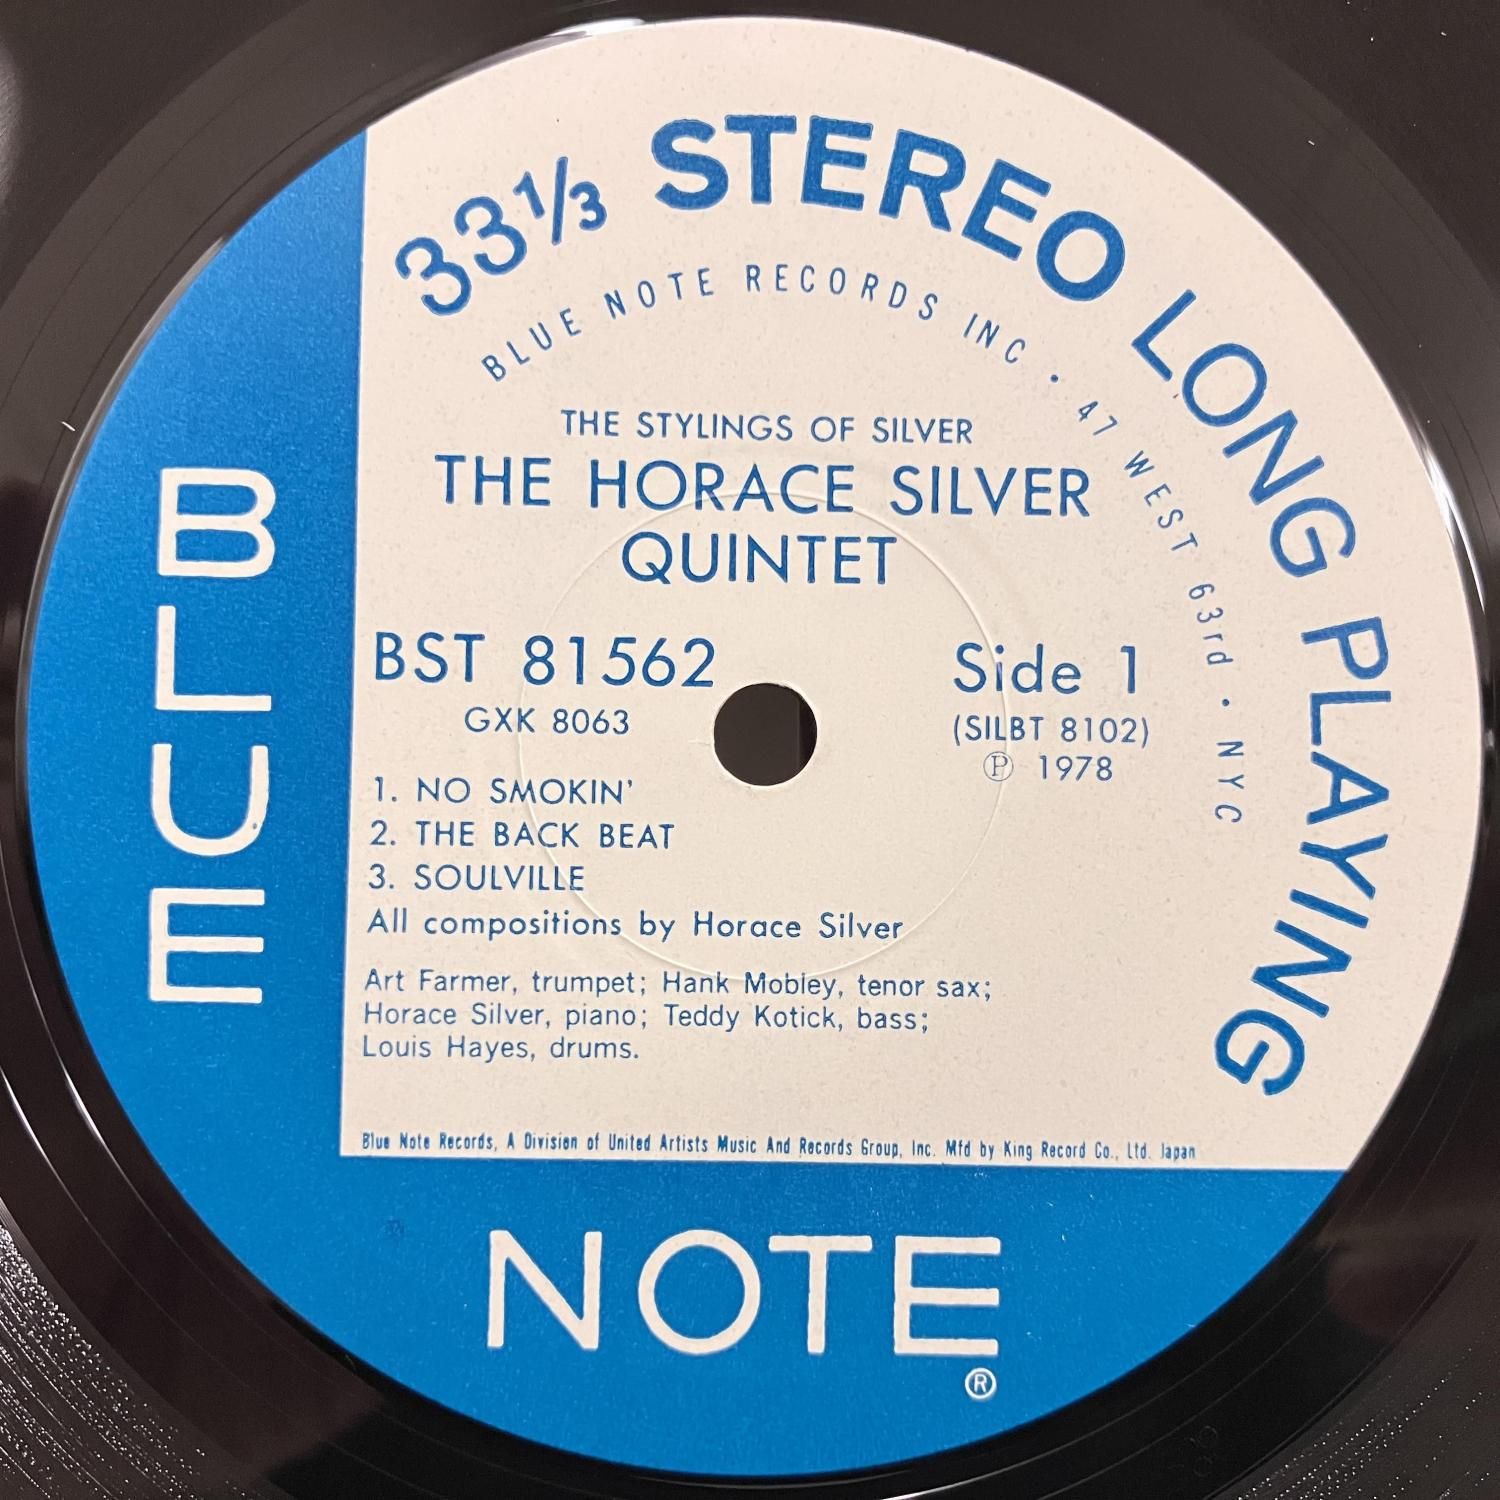 33 1/3 STEREO LONG PLAYING
BLUE NOTE RECORDS INC · 47 WEST 63rd · NYC
THE STYLINGS OF SILVER
THE HORACE SILVER
QUINTET
BST 81562
GXK 8063
Side 1
(SILBT 8102)
Ⓟ 1978
1. NO SMOKIN'
2. THE BACK BEAT
3. SOULVILLE
All compositions by Horace Silver
Art Farmer, trumpet; Hank Mobley, tenor sax;
Horace Silver, piano; Teddy Kotick, bass;
Louis Hayes, drums.
Blue Note Records, A Division of United Artists Music And Records Group, Inc. Mfd by King Record Co., Ltd. Japan
BLUE
NOTE
®